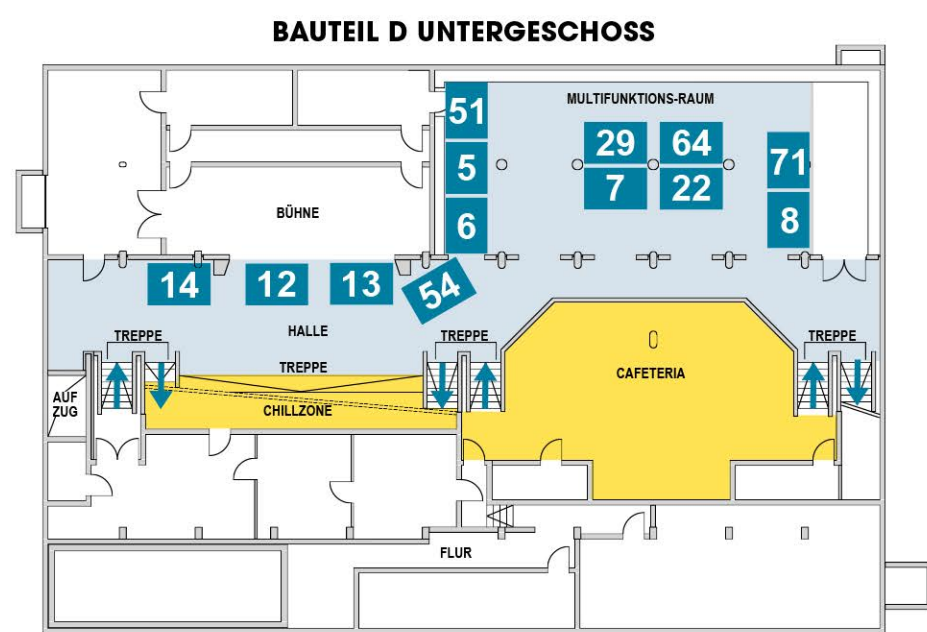 BAUTEIL D UNTERGESCHOSS
MULTIFUNKTIONS-RAUM
51
29 64
5
7 22
71
6
8
BÜHNE
14 12 13 54
HALLE
TREPPE
TREPPE
TREPPE
TREPPE
AUF
ZUG
CHILLZONE
CAFETERIA
FLUR